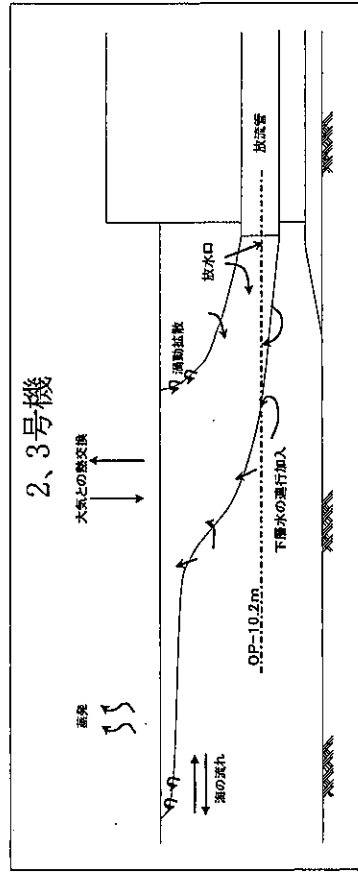 2、3号機
蒸発
大気との熱交換
渦動拡散
放水口
放流管
海の流れ
OP-10.2m
下層水の連行加入